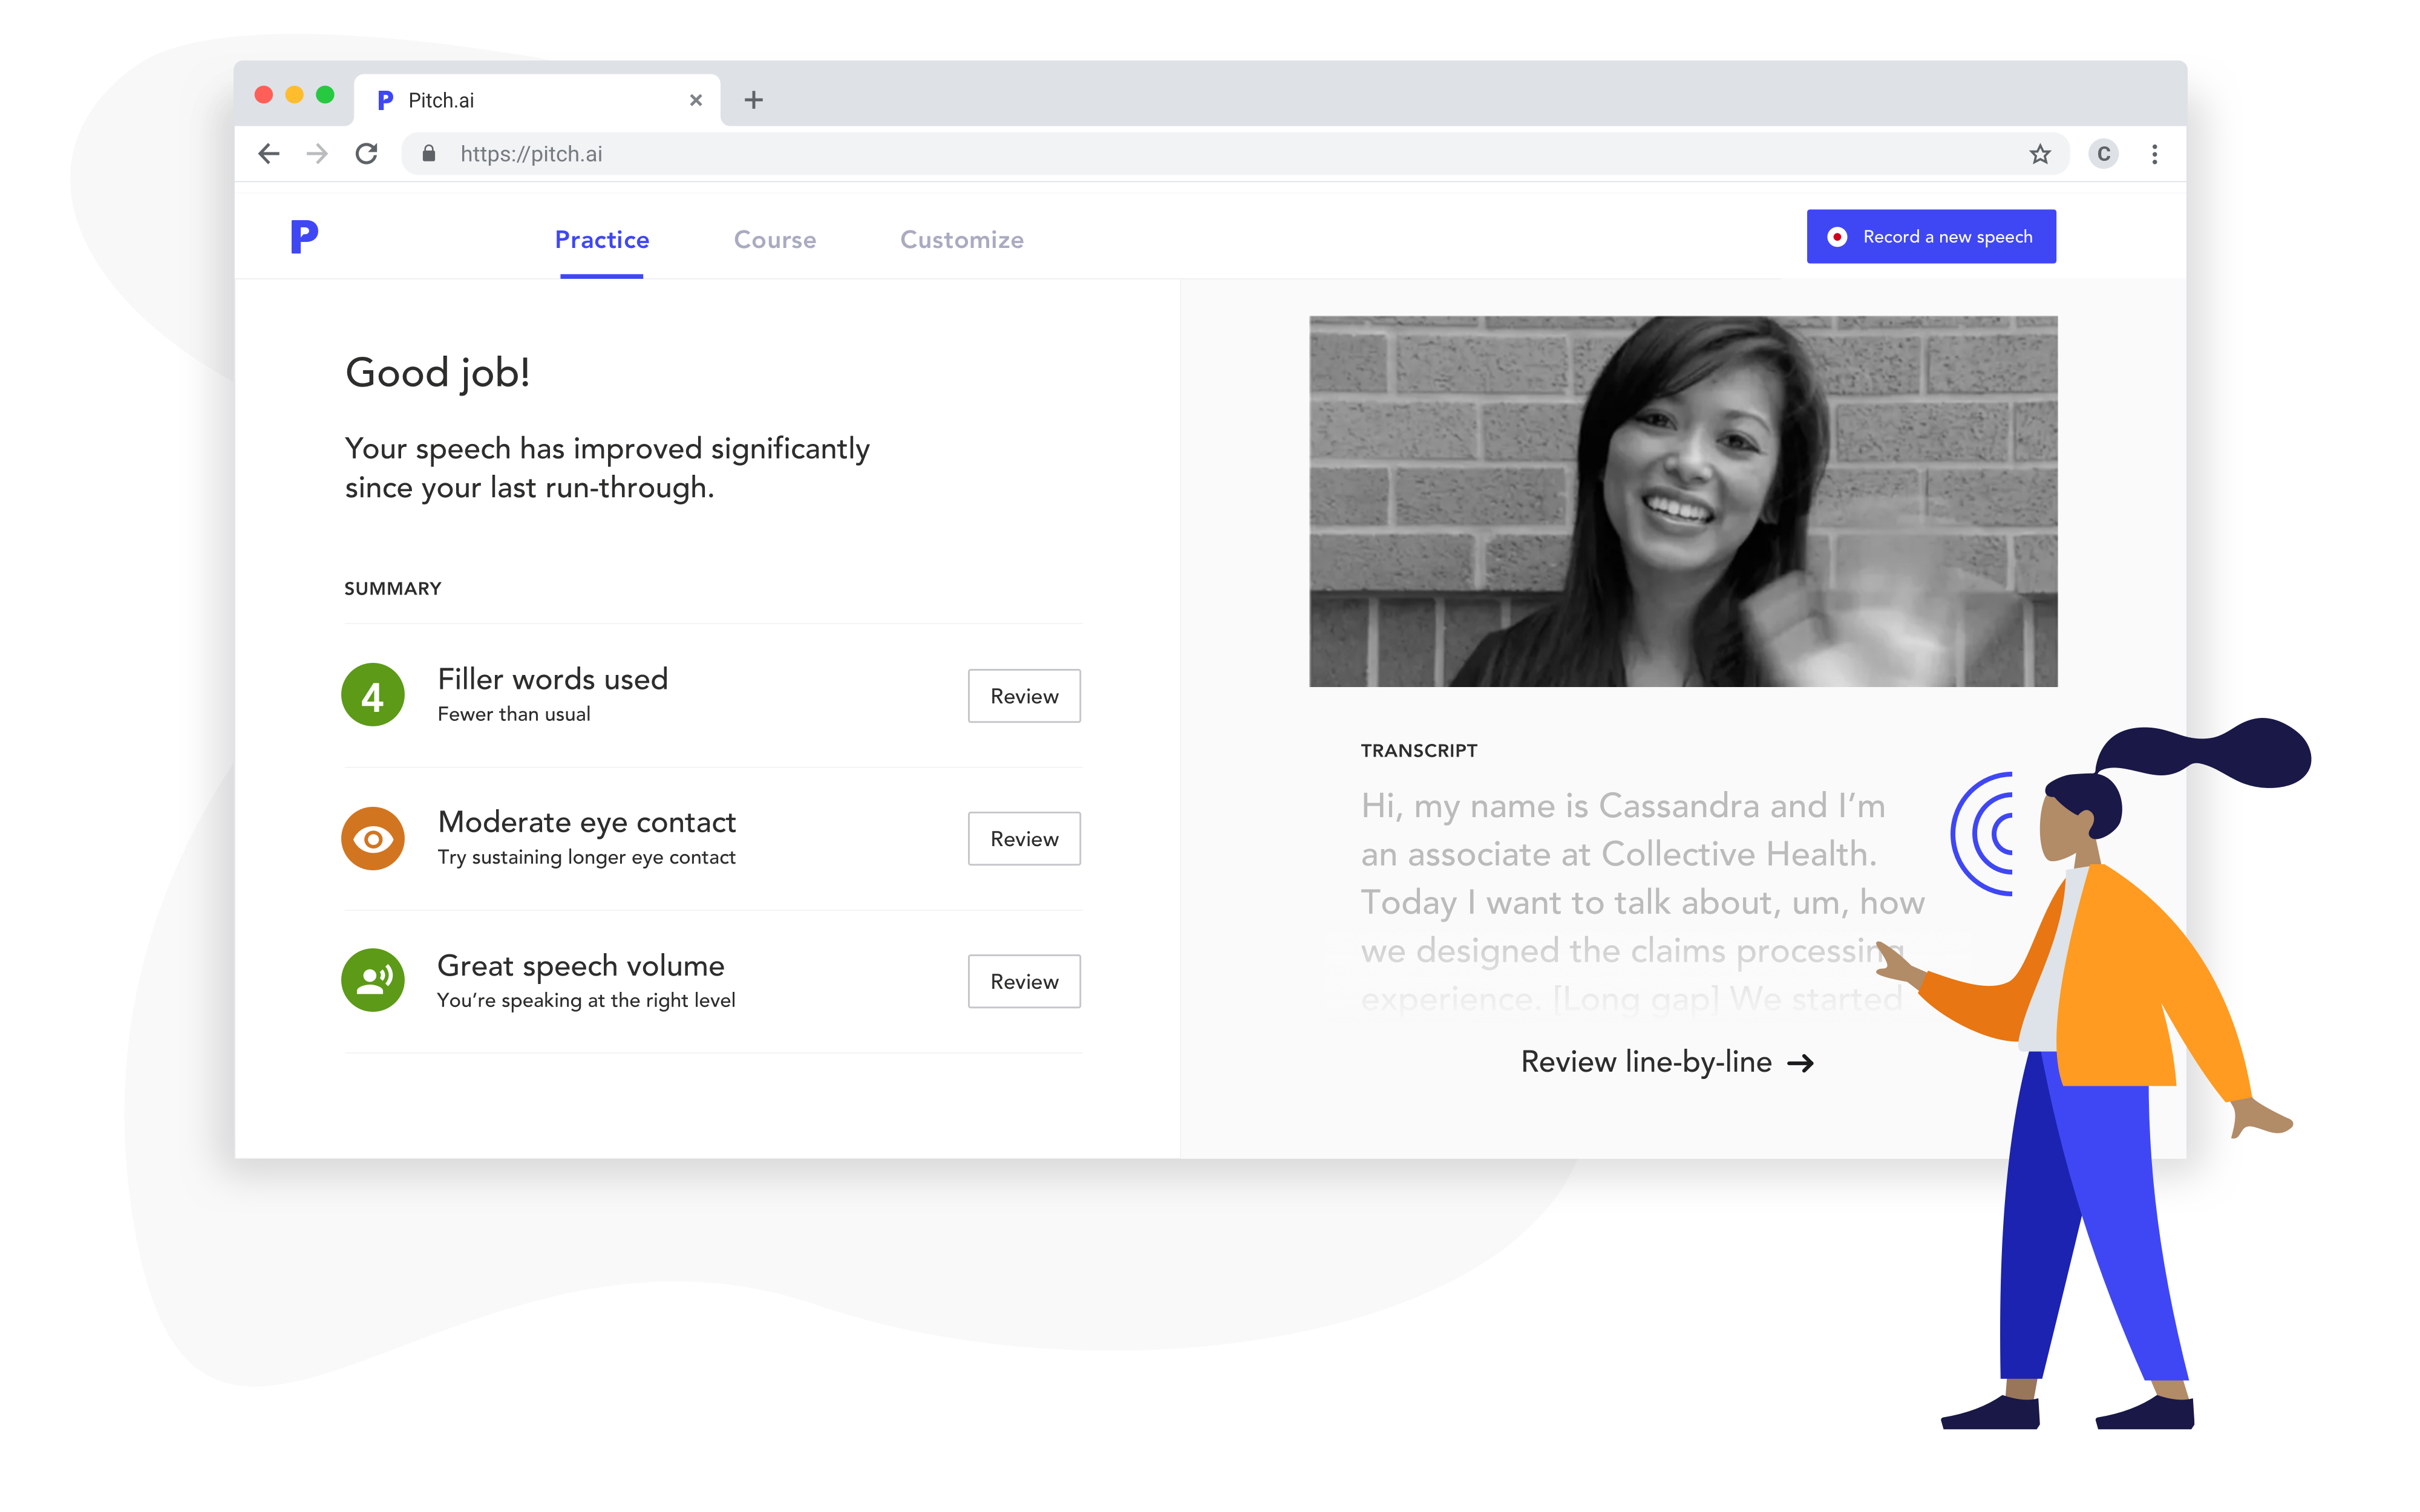 P Pitch.ai
https://pitch.ai
C
P
Practice
Course
Customize
Record a new speech
Good job!
Your speech has improved significantly
since your last run-through.
SUMMARY
4
Filler words used
Fewer than usual
Review
Moderate eye contact
Try sustaining longer eye contact
Review
Great speech volume
You’re speaking at the right level
Review
TRANSCRIPT
Hi, my name is Cassandra and I’m
an associate at Collective Health.
Today I want to talk about, um, how
we designed the claims processing
experience. [Long gap] We started
Review line-by-line →